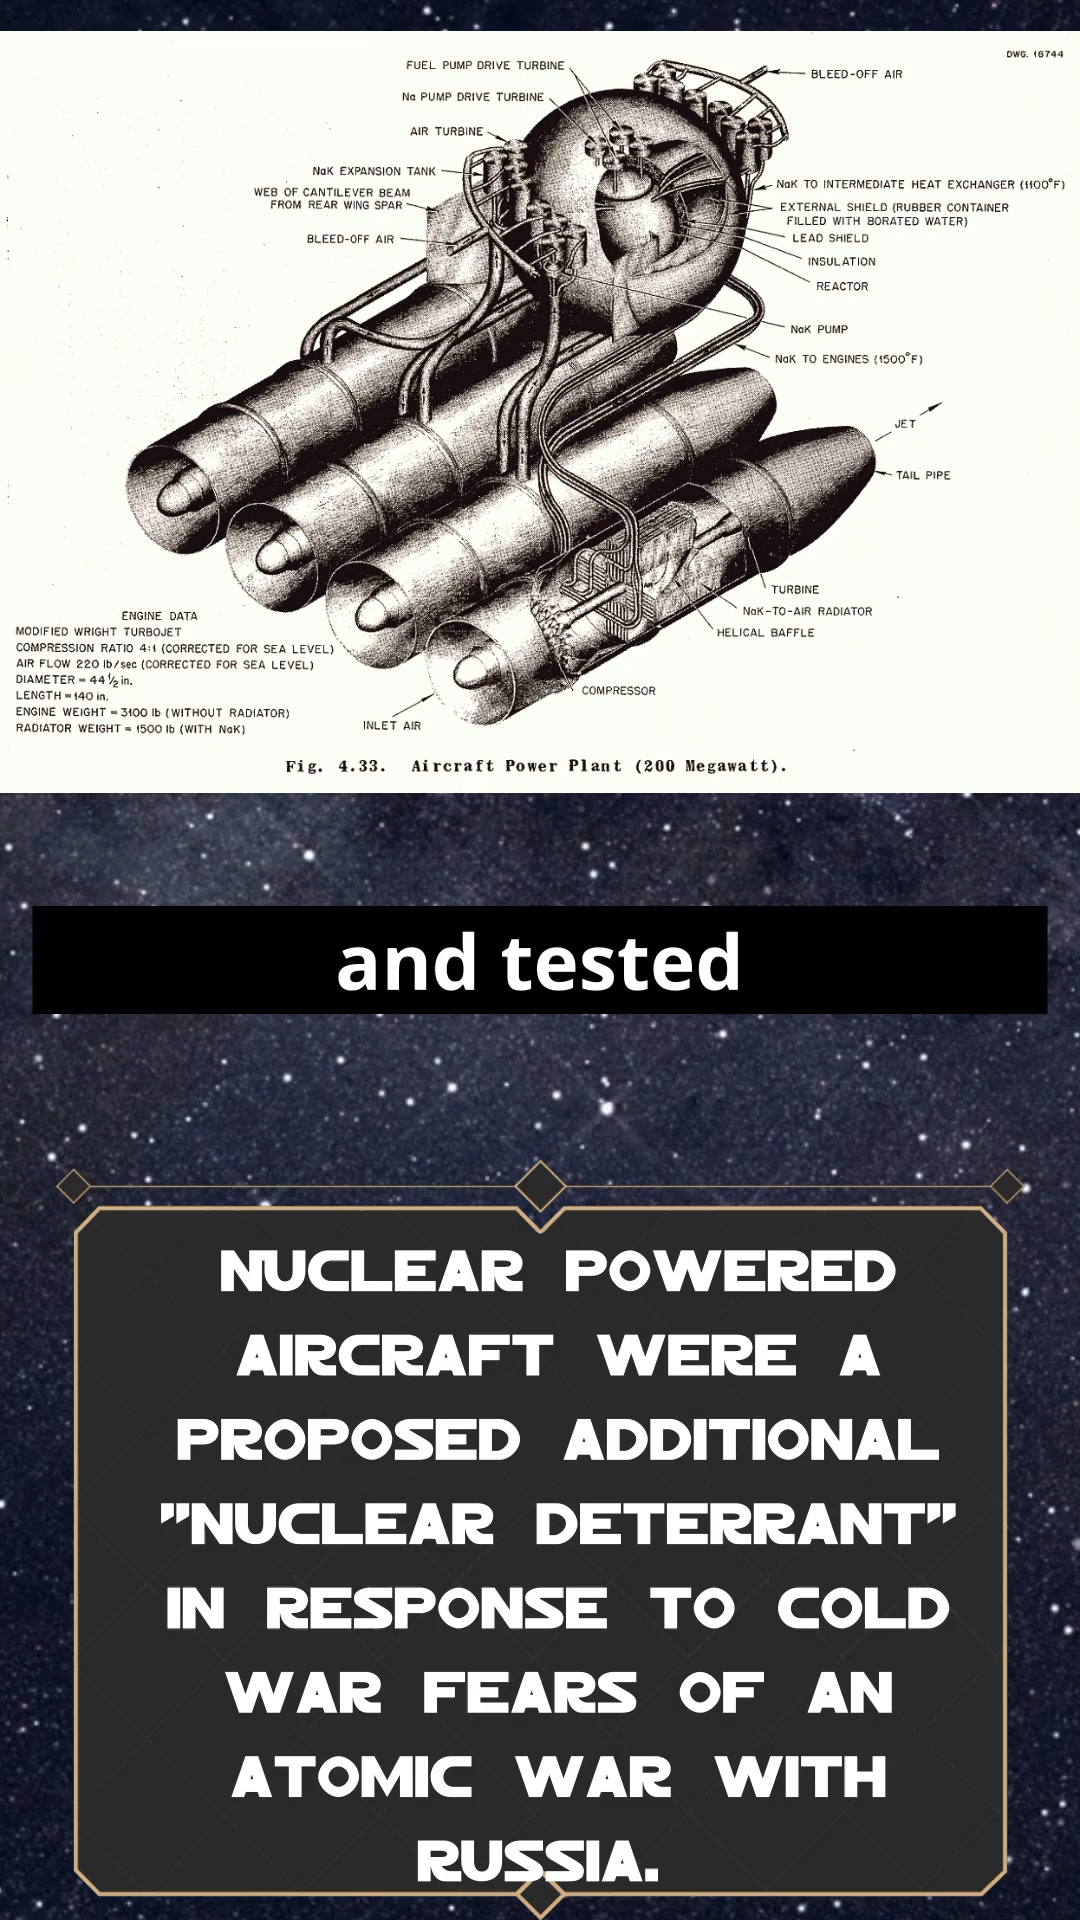 DWG. 16744
FUEL PUMP DRIVE TURBINE
BLEED-OFF AIR
Na PUMP DRIVE TURBINE
AIR TURBINE
NaK EXPANSION TANK
NaK TO INTERMEDIATE HEAT EXCHANGER (1100°F)
WEB OF CANTILEVER BEAM
FROM REAR WING SPAR
EXTERNAL SHIELD (RUBBER CONTAINER
FILLED WITH BORATED WATER)
BLEED-OFF AIR
LEAD SHIELD
INSULATION
REACTOR
NaK PUMP
NaK TO ENGINES (1500°F)
JET
TAIL PIPE
TURBINE
NaK-TO-AIR RADIATOR
HELICAL BAFFLE
COMPRESSOR
INLET AIR
ENGINE DATA
MODIFIED WRIGHT TURBOJET
COMPRESSION RATIO 4:1 (CORRECTED FOR SEA LEVEL)
AIR FLOW 220 lb/sec (CORRECTED FOR SEA LEVEL)
DIAMETER = 44 1/2 in.
LENGTH = 140 in.
ENGINE WEIGHT = 3100 lb (WITHOUT RADIATOR)
RADIATOR WEIGHT = 1500 lb (WITH NaK)
Fig. 4.33. Aircraft Power Plant (200 Megawatt).
and tested
NUCLEAR POWERED
AIRCRAFT WERE A
PROPOSED ADDITIONAL
"NUCLEAR DETERRANT"
IN RESPONSE TO COLD
WAR FEARS OF AN
ATOMIC WAR WITH
RUSSIA.